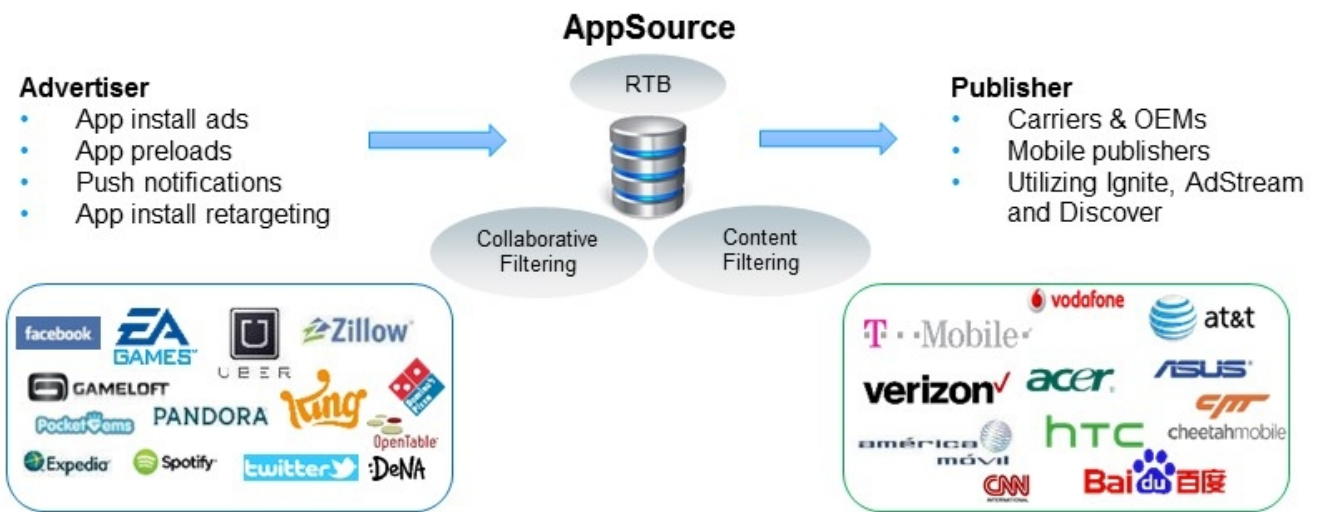 AppSource
RTB
Advertiser
• App install ads
• App preloads
• Push notifications
• App install retargeting
Collaborative
Filtering
Content
Filtering
Publisher
• Carriers & OEMs
• Mobile publishers
• Utilizing Ignite, AdStream
and Discover
facebook
EA
GAMES™
U
UBER
Zillow
GAMELOFT
PocketGems
PANDORA
King
Domino's
Pizza
OpenTable
Expedia
Spotify
twitter
:DeNA
vodafone
T··Mobile·
at&t
verizon
acer
ASUS
cm
cheetahmobile
américa
móvil
hTC
CNN
INTERNATIONAL
Baidu百度